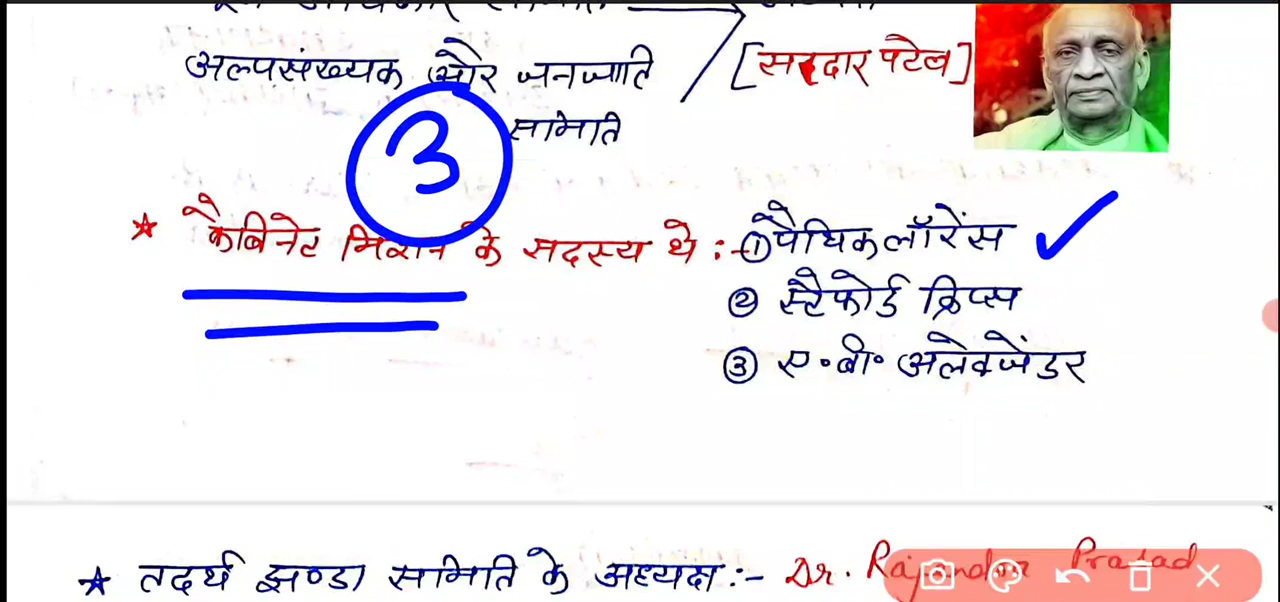 अल्पसंख्यक और जनजाति
समिति
[सरदार पटेल]
3
★ कैबिनेट मिशन के सदस्य थे :- ① पैथिक लॉरेंस
② स्टैफोर्ड क्रिप्स
③ ए॰ बी॰ अलेक्जेंडर
★ तदर्थ झण्डा समिति के अध्यक्ष :- Dr. Rajendra Prasad